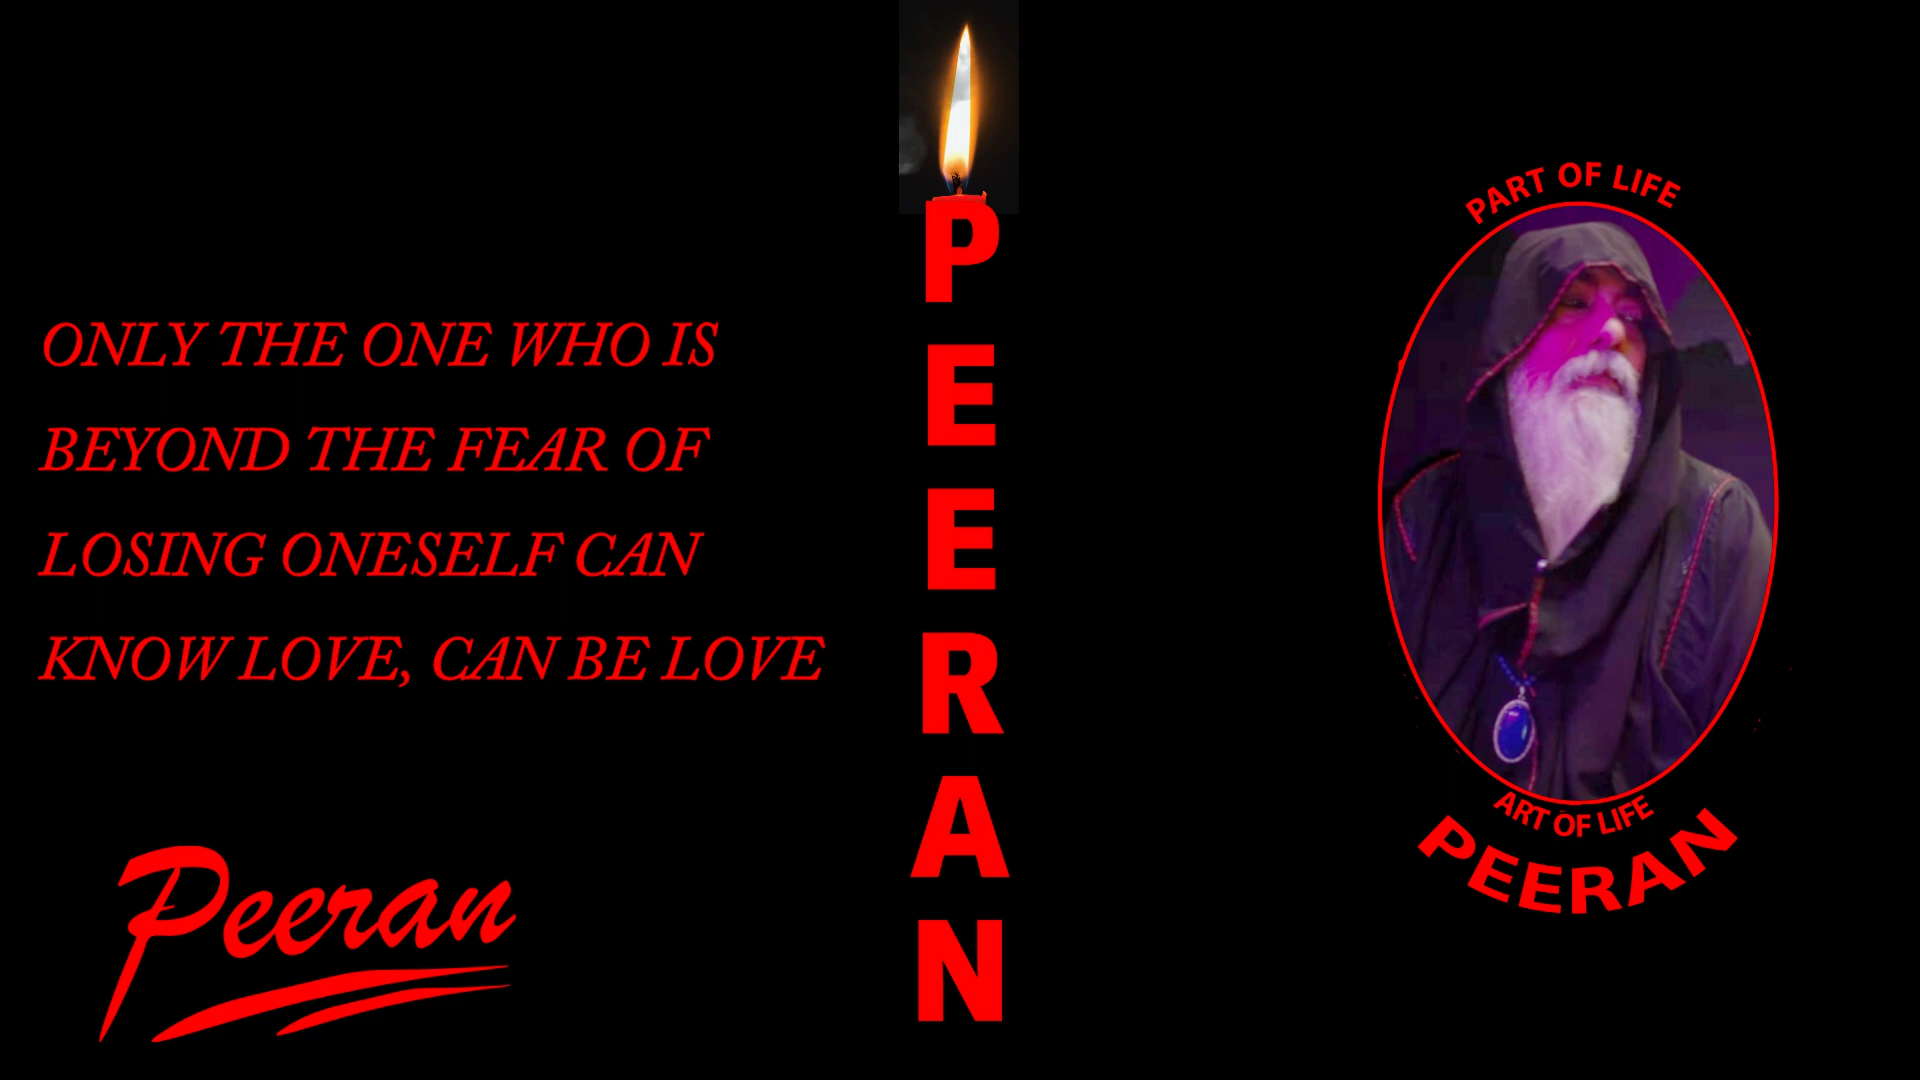 ONLY THE ONE WHO IS
BEYOND THE FEAR OF
LOSING ONESELF CAN
KNOW LOVE, CAN BE LOVE
Peeran
PEERAN
PART OF LIFE
ART OF LIFE
PEERAN